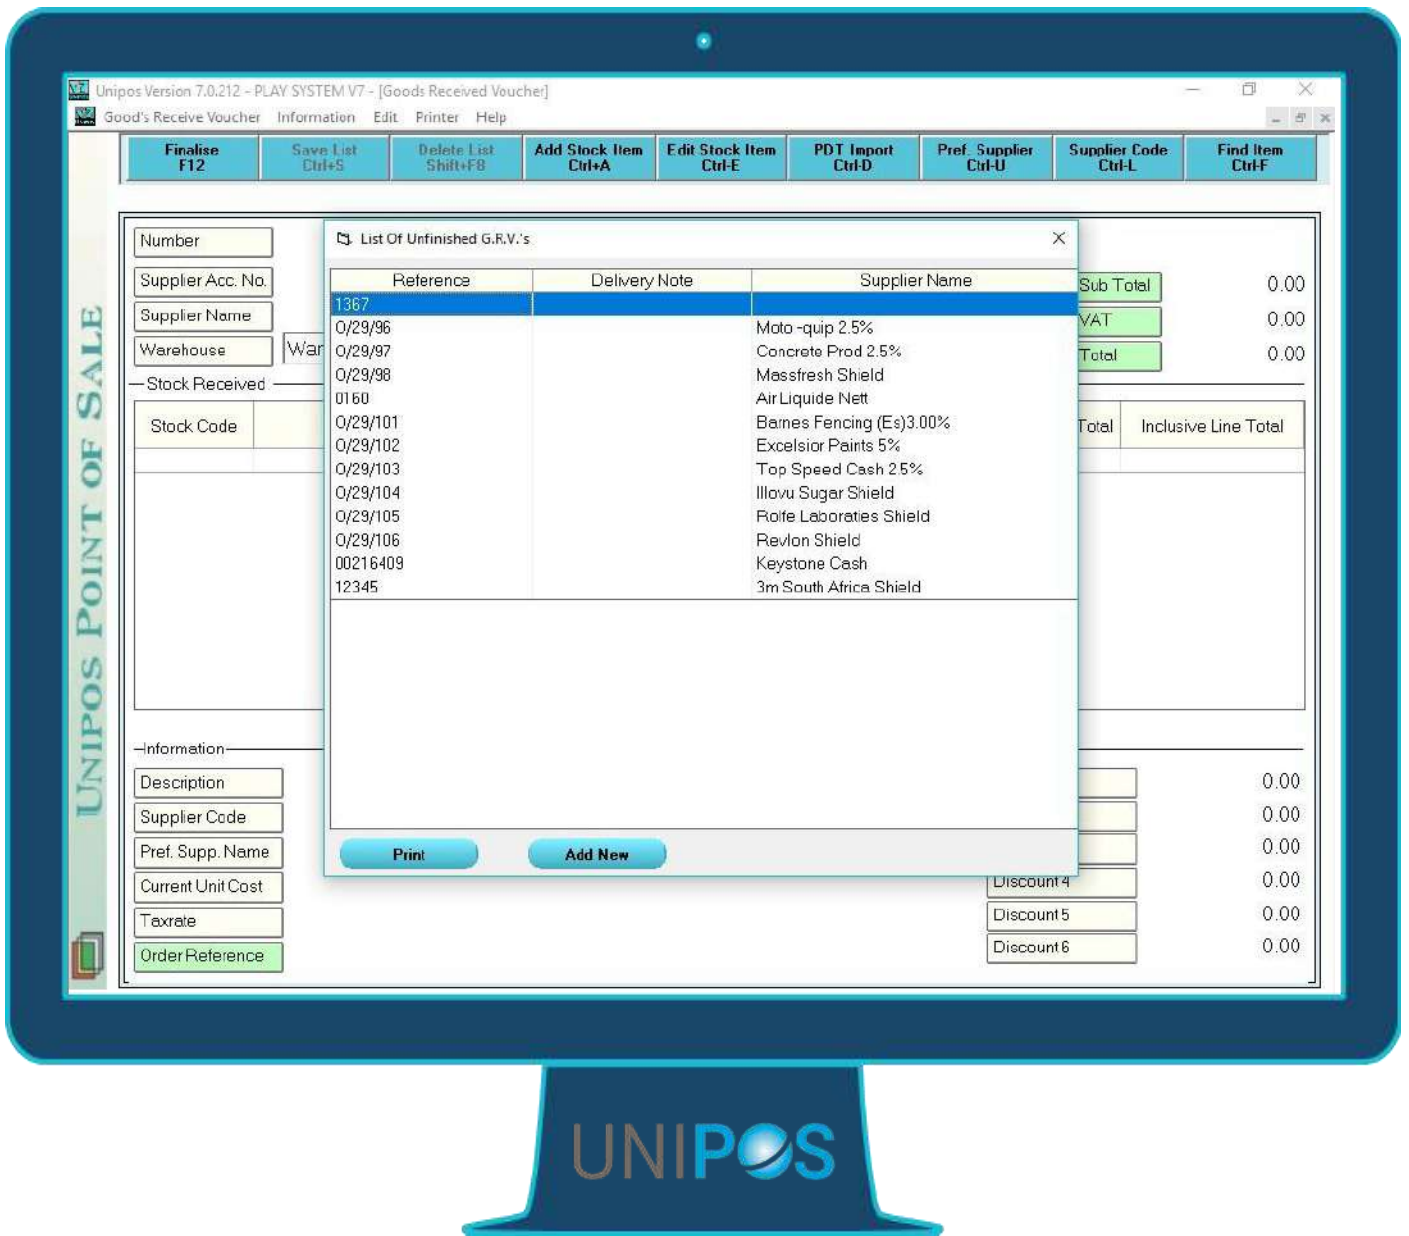 Unipos Version 7.0.212 - PLAY SYSTEM V7 - [Goods Received Voucher]
Good's Receive Voucher Information Edit Printer Help
Finalise F12
Save List Ctrl+S
Delete List Shift+F8
Add Stock Item Ctrl+A
Edit Stock Item Ctrl-E
PDT Import Ctrl-D
Pref. Supplier Ctrl-U
Supplier Code Ctrl-L
Find Item Ctrl-F
UNIPOS POINT OF SALE
Number
Supplier Acc. No.
Supplier Name
Warehouse War
Sub Total 0.00
VAT 0.00
Total 0.00
Stock Received
Stock Code Total Inclusive Line Total
List Of Unfinished G.R.V.'s
Reference Delivery Note Supplier Name
1367
O/29/96 Moto -quip 2.5%
O/29/97 Concrete Prod 2.5%
O/29/98 Massfresh Shield
0160 Air Liquide Nett
O/29/101 Barnes Fencing (Es)3.00%
O/29/102 Excelsior Paints 5%
O/29/103 Top Speed Cash 2.5%
O/29/104 Illovu Sugar Shield
O/29/105 Rolfe Laboraties Shield
O/29/106 Revlon Shield
00216409 Keystone Cash
12345 3m South Africa Shield
Print Add New
Information
Description 0.00
Supplier Code 0.00
Pref. Supp. Name 0.00
Current Unit Cost Discount 4 0.00
Taxrate Discount 5 0.00
Order Reference Discount 6 0.00
UNIPOS